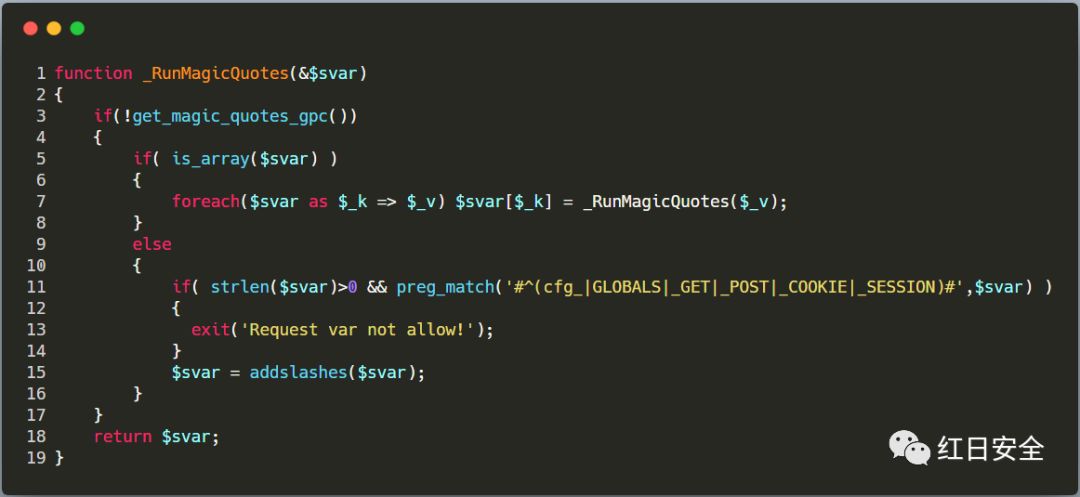 1 function _RunMagicQuotes(&$svar)
2 {
3     if(!get_magic_quotes_gpc())
4     {
5         if( is_array($svar) )
6         {
7             foreach($svar as $_k => $_v) $svar[$_k] = _RunMagicQuotes($_v);
8         }
9         else
10         {
11             if( strlen($svar)>0 && preg_match('#^(cfg_|GLOBALS|_GET|_POST|_COOKIE|_SESSION)#',$svar) )
12             {
13               exit('Request var not allow!');
14             }
15             $svar = addslashes($svar);
16         }
17     }
18     return $svar;
19 }
红日安全